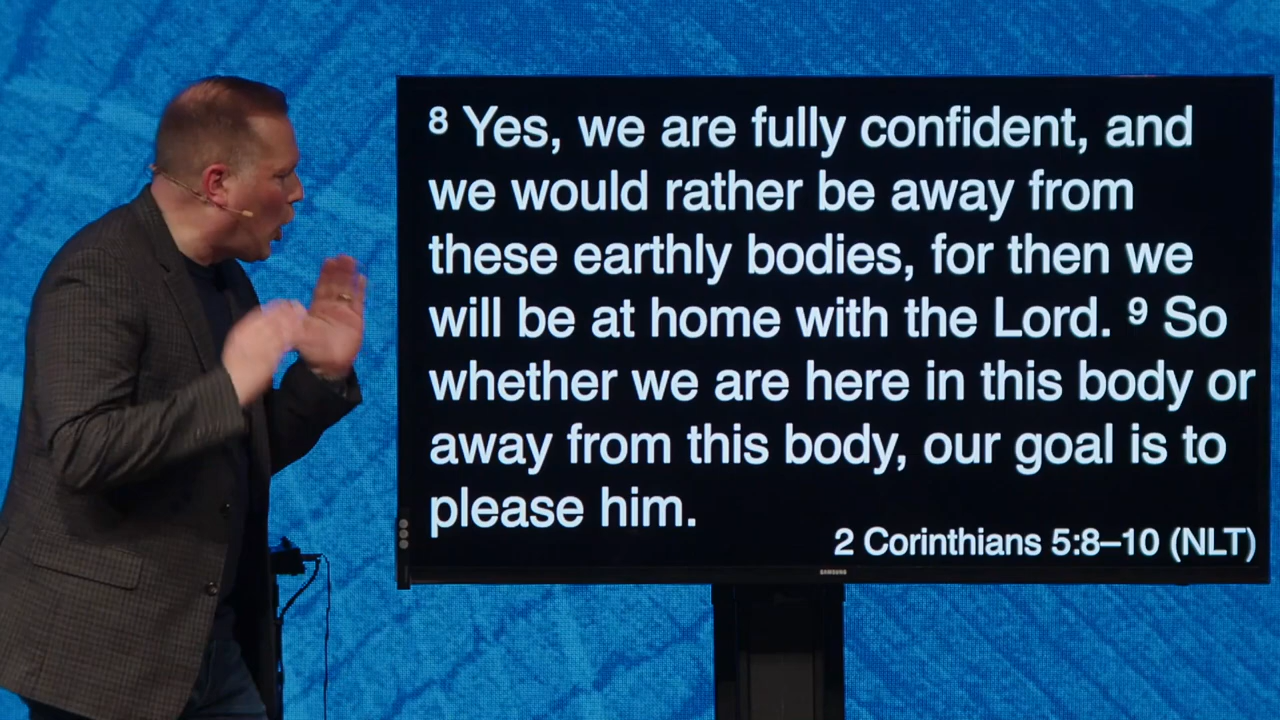 8 Yes, we are fully confident, and
we would rather be away from
these earthly bodies, for then we
will be at home with the Lord. 9 So
whether we are here in this body or
away from this body, our goal is to
please him.
2 Corinthians 5:8–10 (NLT)
SAMSUNG